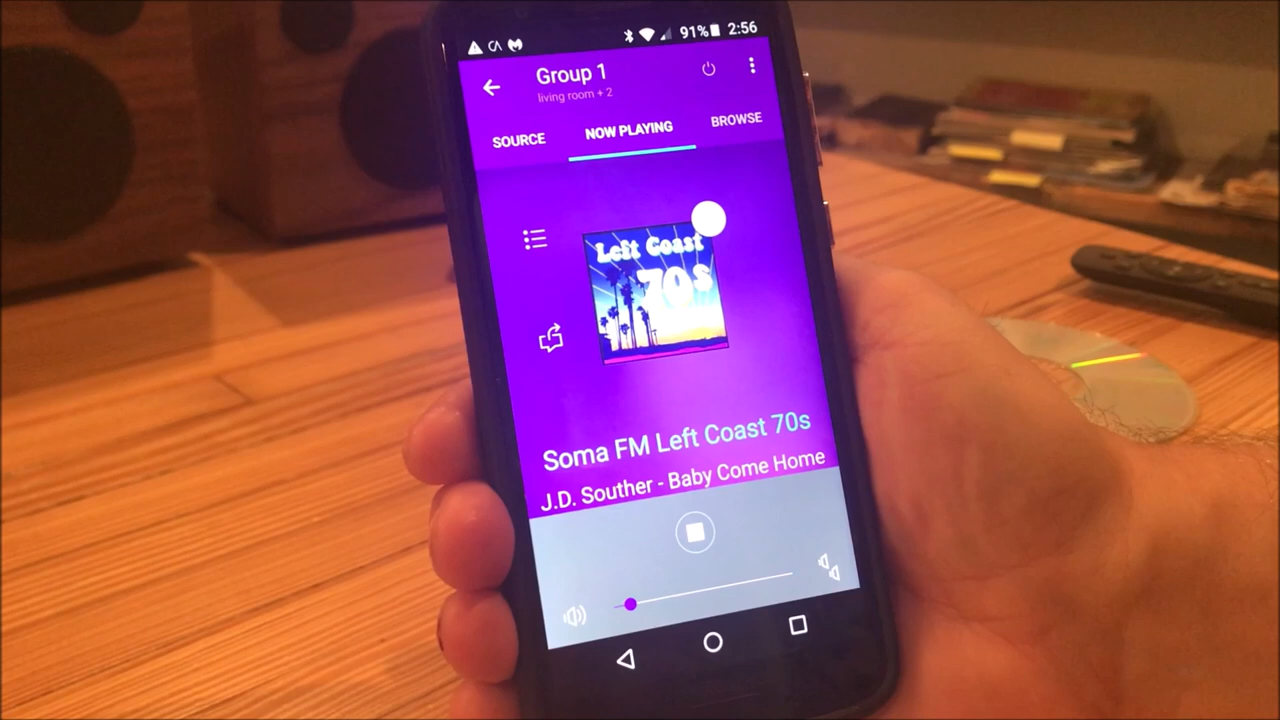 CA 91% 2:56
Group 1
living room + 2
SOURCE NOW PLAYING BROWSE
Left Coast
70s
Soma FM Left Coast 70s
J.D. Souther - Baby Come Home